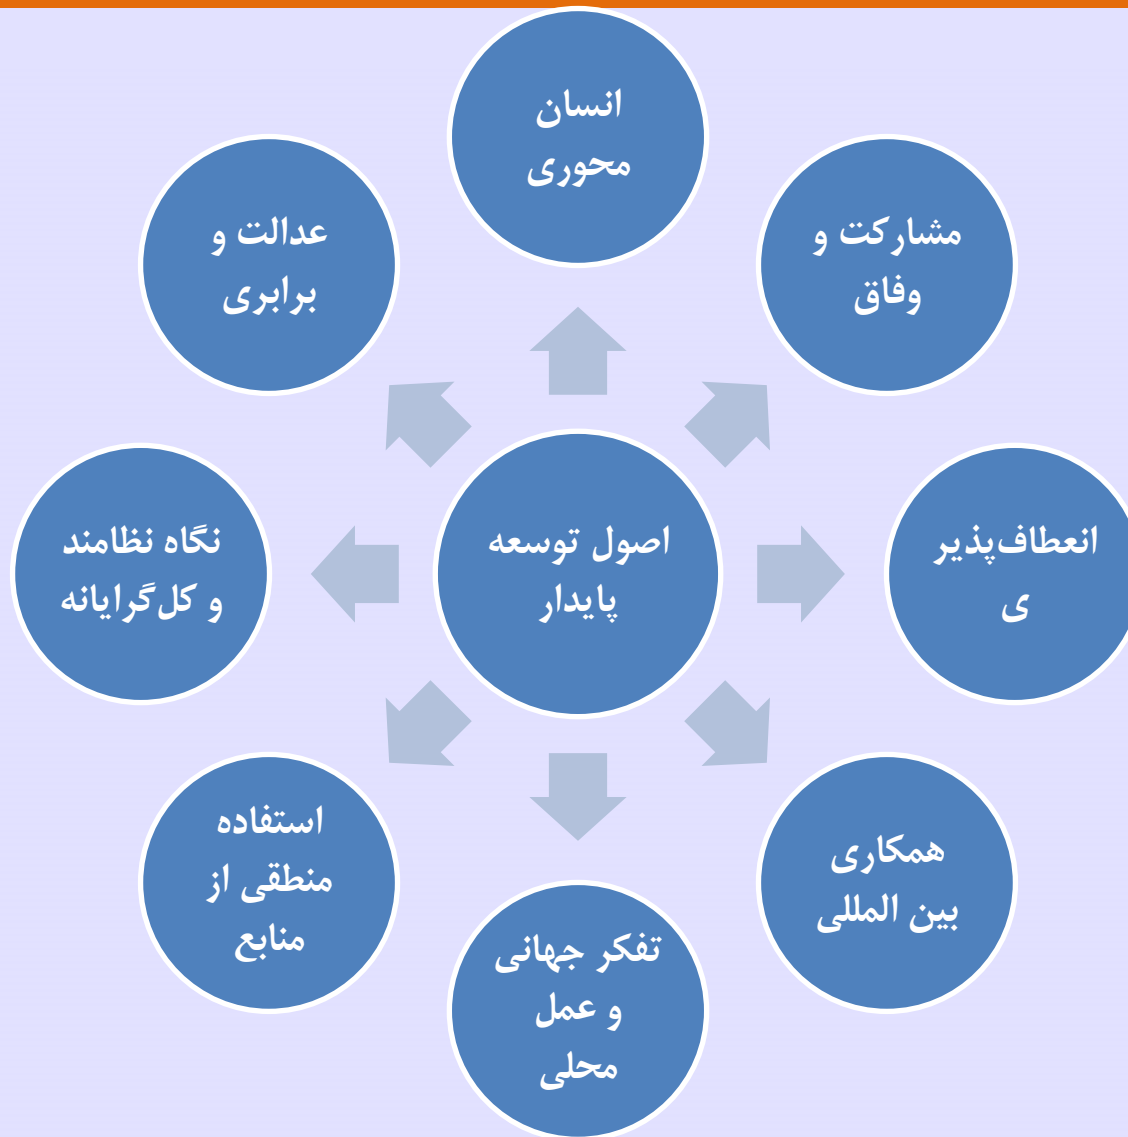 انسان
محوری
مشارکت و
وفاق
انعطاف‌پذیر
ی
همکاری
بین المللی
تفکر جهانی
و عمل
محلی
استفاده
منطقی از
منابع
نگاه نظامند
و کل‌گرایانه
عدالت و
برابری
اصول توسعه
پایدار